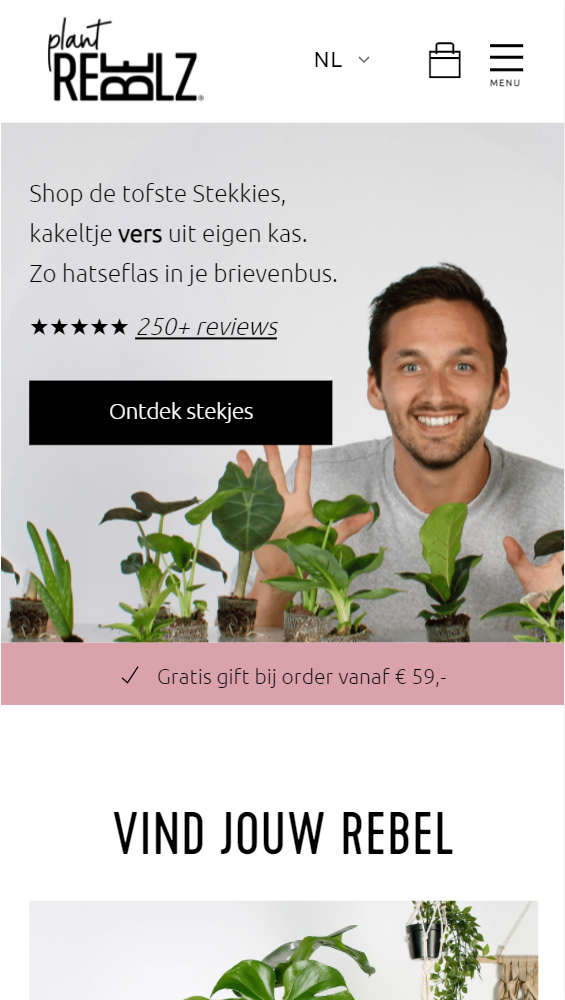 plant
REBELZ®
NL
MENU
Shop de tofste Stekkies,
kakeltje vers uit eigen kas.
Zo hatseflas in je brievenbus.
★★★★★ 250+ reviews
Ontdek stekjes
✓ Gratis gift bij order vanaf € 59,-
VIND JOUW REBEL